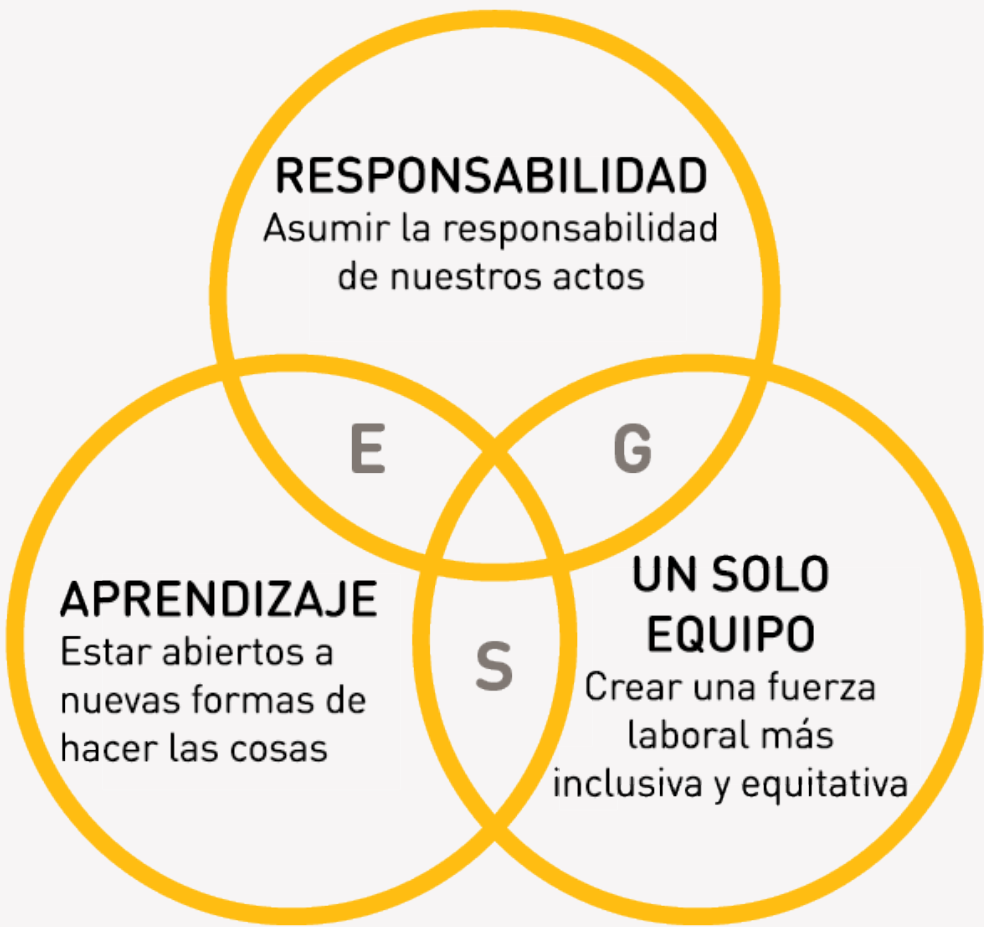 RESPONSABILIDAD
Asumir la responsabilidad
de nuestros actos
E
G
APRENDIZAJE
Estar abiertos a
nuevas formas de
hacer las cosas
S
UN SOLO
EQUIPO
Crear una fuerza
laboral más
inclusiva y equitativa